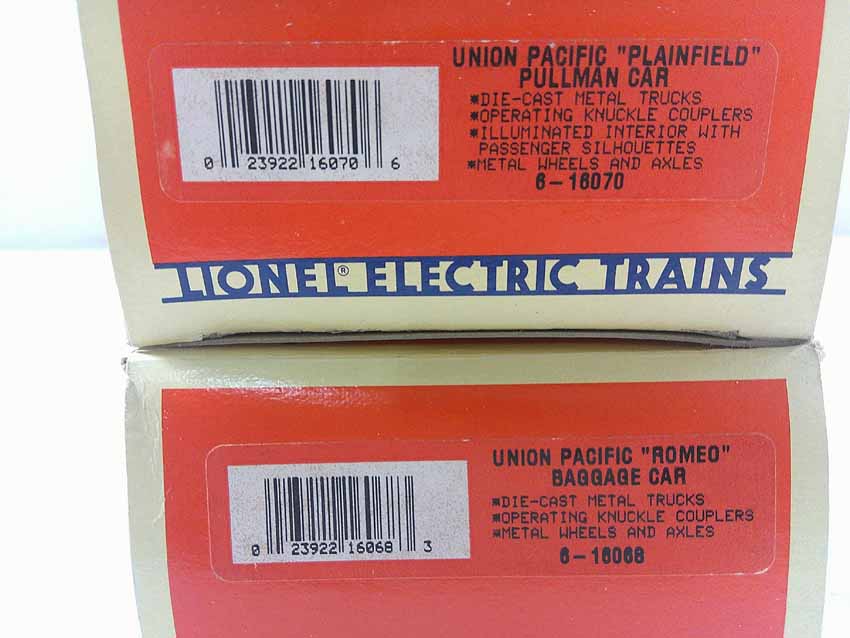 UNION PACIFIC "PLAINFIELD"
PULLMAN CAR
*DIE-CAST METAL TRUCKS
*OPERATING KNUCKLE COUPLERS
*ILLUMINATED INTERIOR WITH
PASSENGER SILHOUETTES
*METAL WHEELS AND AXLES
6-16070
0 23922 16070 6
LIONEL® ELECTRIC TRAINS
UNION PACIFIC "ROMEO"
BAGGAGE CAR
*DIE-CAST METAL TRUCKS
*OPERATING KNUCKLE COUPLERS
*METAL WHEELS AND AXLES
6-16068
0 23922 16068 3